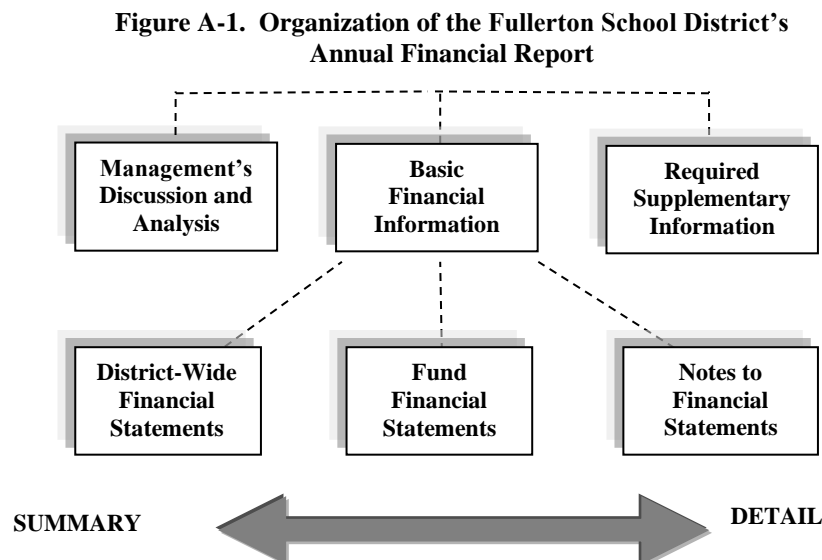 Figure A-1. Organization of the Fullerton School District's
Annual Financial Report
Management's
Discussion and
Analysis
Basic
Financial
Information
Required
Supplementary
Information
District-Wide
Financial
Statements
Fund
Financial
Statements
Notes to
Financial
Statements
SUMMARY
DETAIL